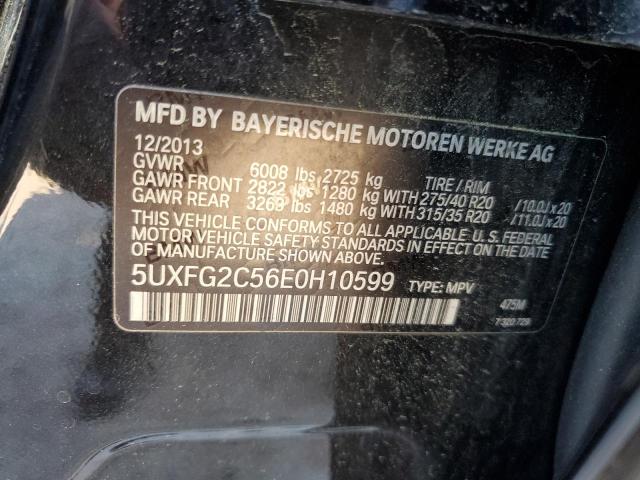 MFD BY BAYERISCHE MOTOREN WERKE AG
12/2013
GVWR 6008 lbs 2725 kg TIRE / RIM
GAWR FRONT 2822 lbs 1280 kg WITH 275/40 R20 /10.0J x 20
GAWR REAR 3263 lbs 1480 kg WITH 315/35 R20 /11.0J x 20
THIS VEHICLE CONFORMS TO ALL APPLICABLE U.S. FEDERAL
MOTOR VEHICLE SAFETY STANDARDS IN EFFECT ON THE DATE OF
MANUFACTURE SHOWN ABOVE.
5UXFG2C56E0H10599 TYPE: MPV
475M